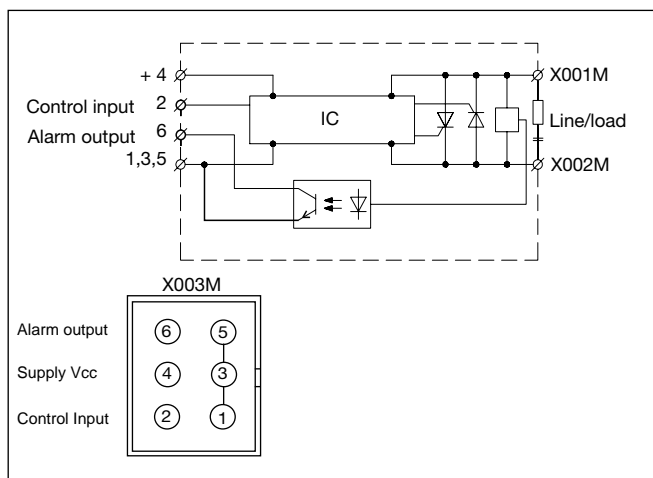 + 4
X001M
Control input 2
IC
Alarm output 6
Line/load
1,3,5
X002M
X003M
Alarm output 6 5
Supply Vcc 4 3
Control Input 2 1